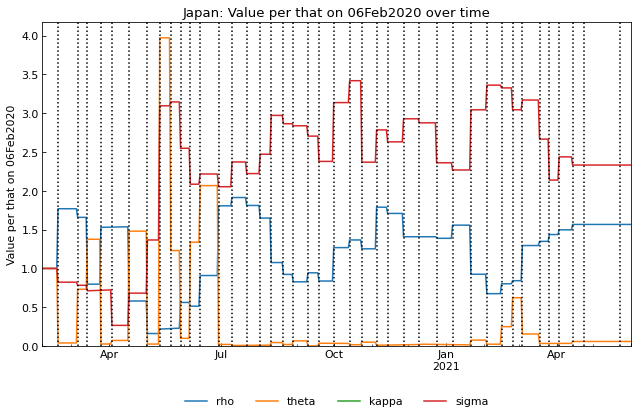 Japan: Value per that on 06Feb2020 over time
Value per that on 06Feb2020
4.0
3.5
3.0
2.5
2.0
1.5
1.0
0.5
0.0
Apr Jul Oct Jan Apr
2021
rho theta kappa sigma